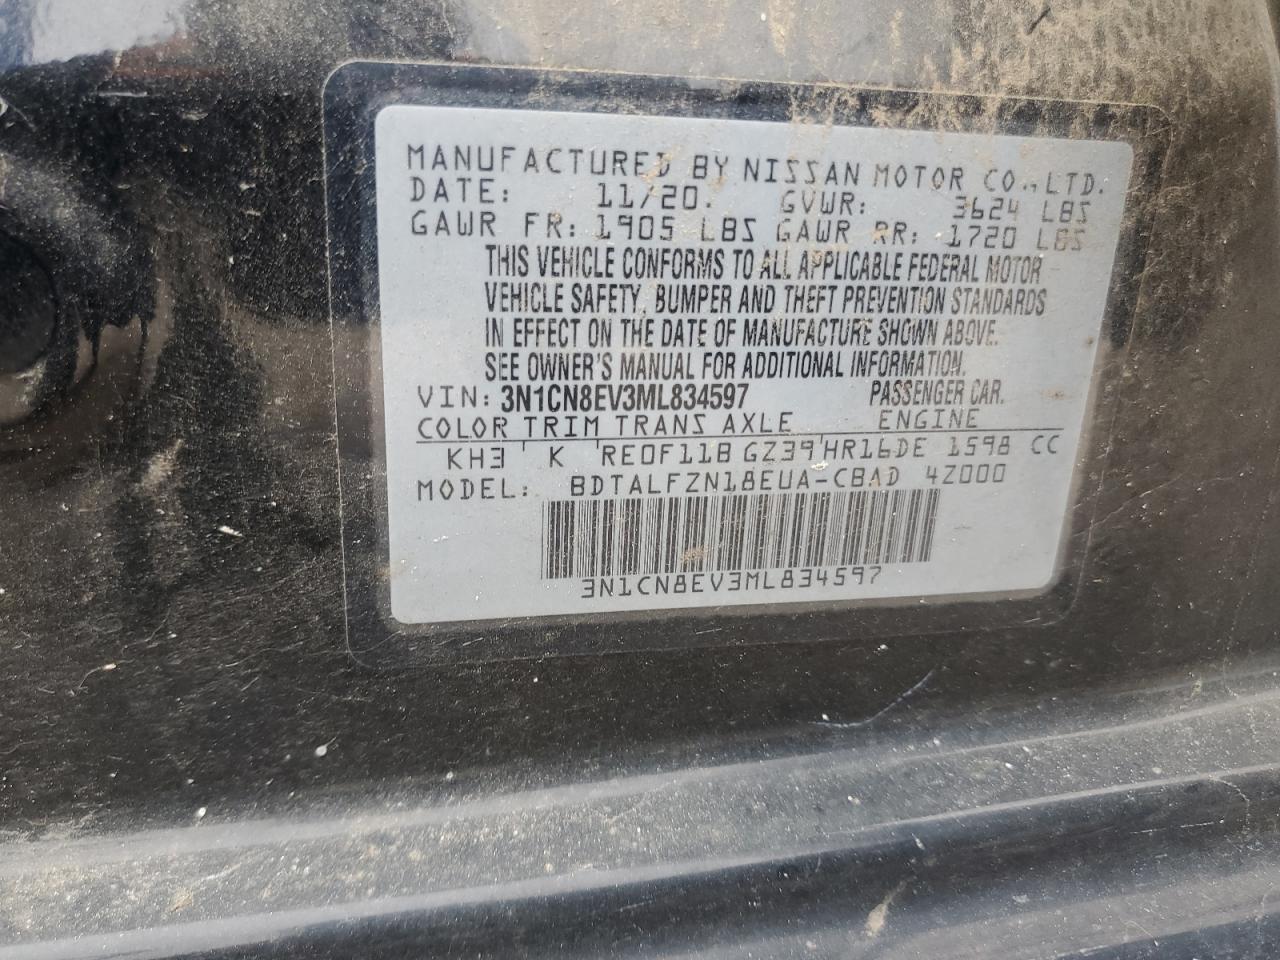 MANUFACTURED BY NISSAN MOTOR CO., LTD.
DATE: 11/20. GVWR: 3624 LBS
GAWR FR: 1905 LBS GAWR RR: 1720 LBS
THIS VEHICLE CONFORMS TO ALL APPLICABLE FEDERAL MOTOR
VEHICLE SAFETY, BUMPER AND THEFT PREVENTION STANDARDS
IN EFFECT ON THE DATE OF MANUFACTURE SHOWN ABOVE.
SEE OWNER'S MANUAL FOR ADDITIONAL INFORMATION.
VIN: 3N1CN8EV3ML834597 PASSENGER CAR.
COLOR TRIM TRANS AXLE ENGINE
KH3 K RE0F11B GZ39 HR16DE 1598 CC
MODEL: BDTALFZN18EUA-CBAD 4Z000
3N1CN8EV3ML834597